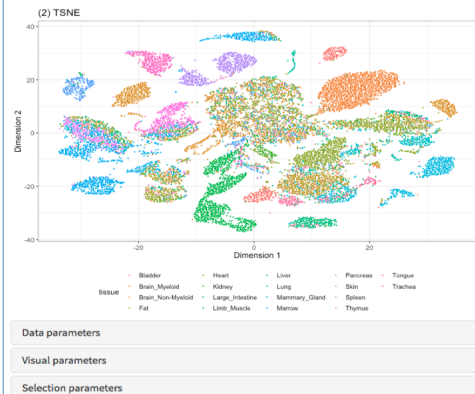 (2) TSNE
40
20
0
-20
-40
Dimension 2
-20 0 20
Dimension 1
tissue
Bladder Heart Liver Pancreas Tongue
Brain_Myeloid Kidney Lung Skin Trachea
Brain_Non-Myeloid Large_Intestine Mammary_Gland Spleen
Fat Limb_Muscle Marrow Thymus
Data parameters
Visual parameters
Selection parameters